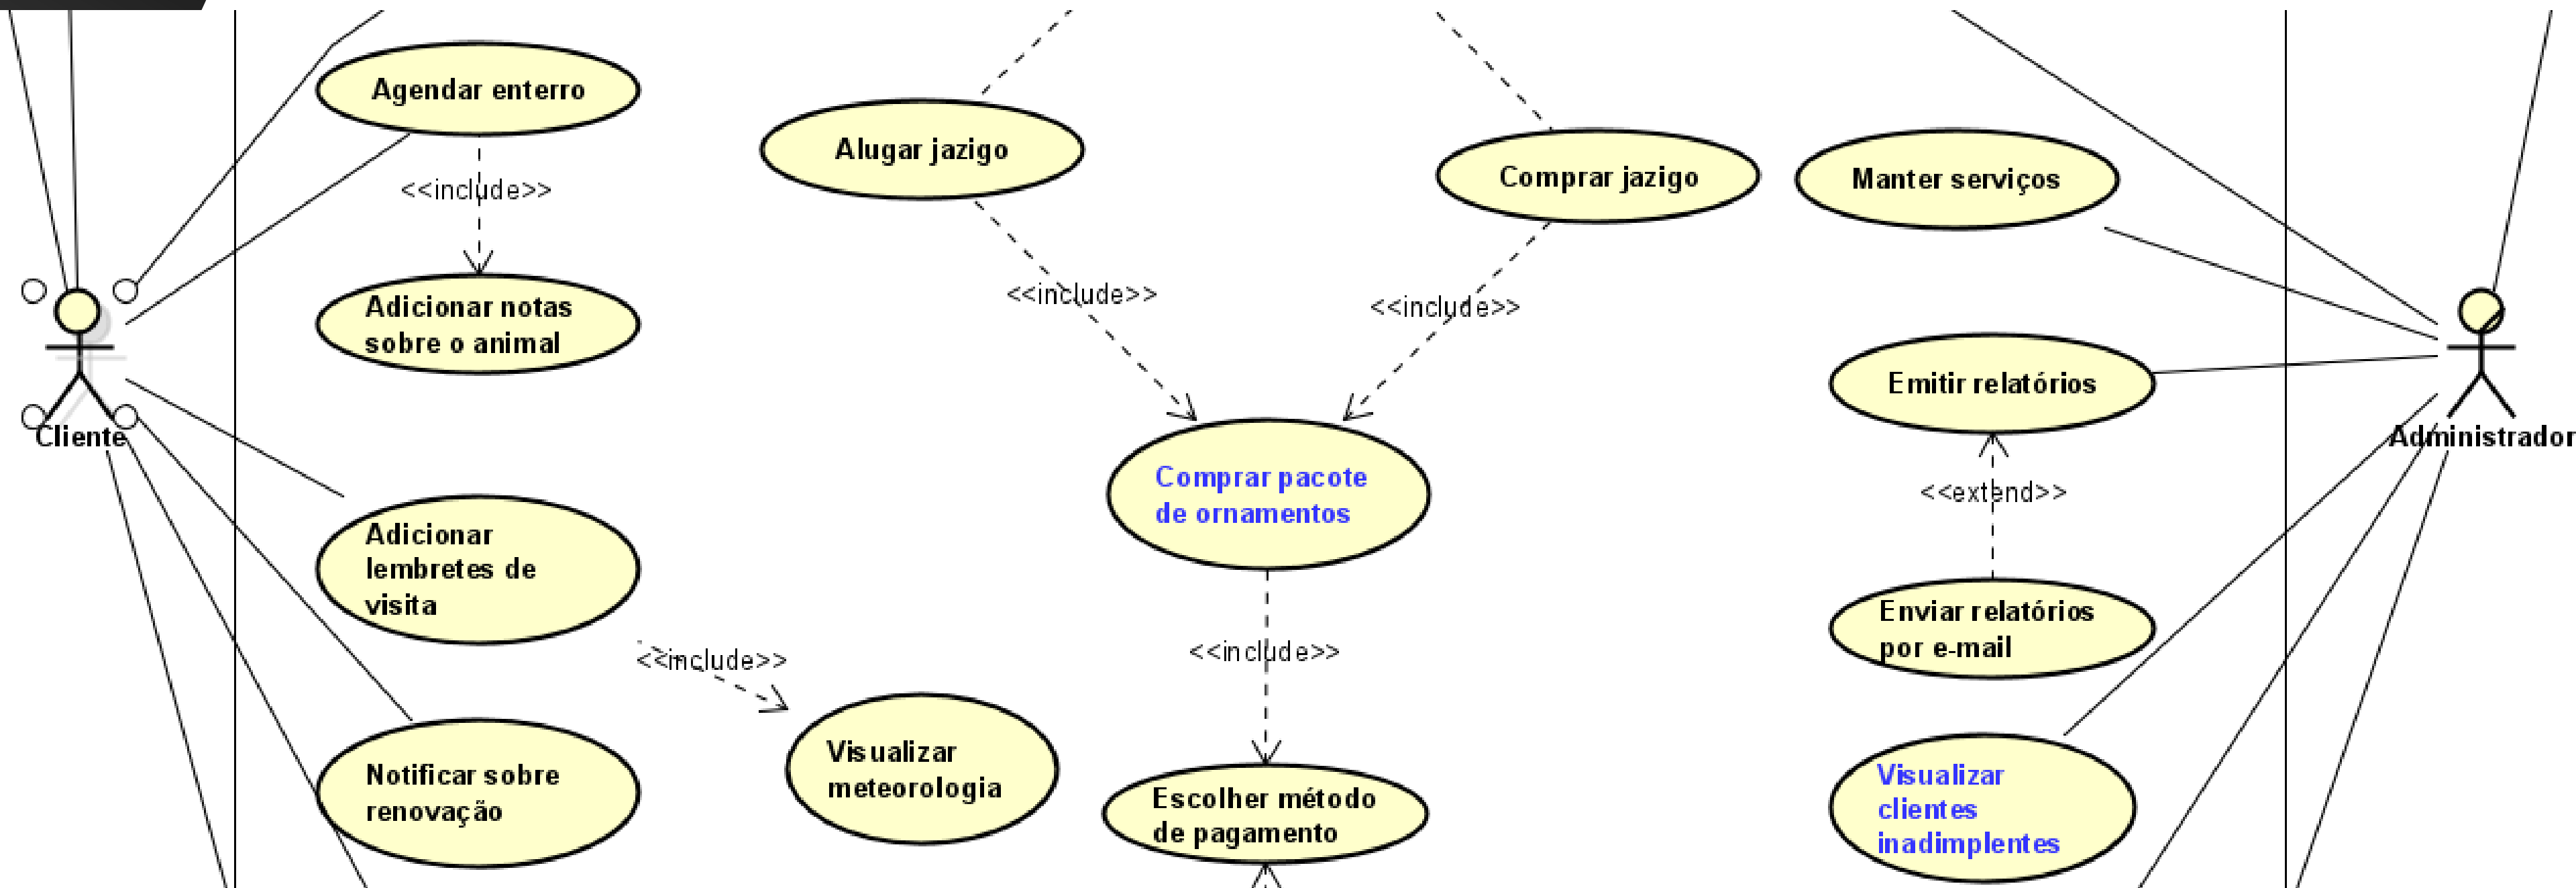 Agendar enterro
<<include>>
Adicionar notas
sobre o animal
Cliente
Adicionar
lembretes de
visita
<<include>>
Notificar sobre
renovação
Visualizar
meteorologia
Alugar jazigo
<<include>>
Comprar jazigo
<<include>>
Comprar pacote
de ornamentos
<<include>>
Escolher método
de pagamento
Manter serviços
Emitir relatórios
<<extend>>
Enviar relatórios
por e-mail
Visualizar
clientes
inadimplentes
Administrador